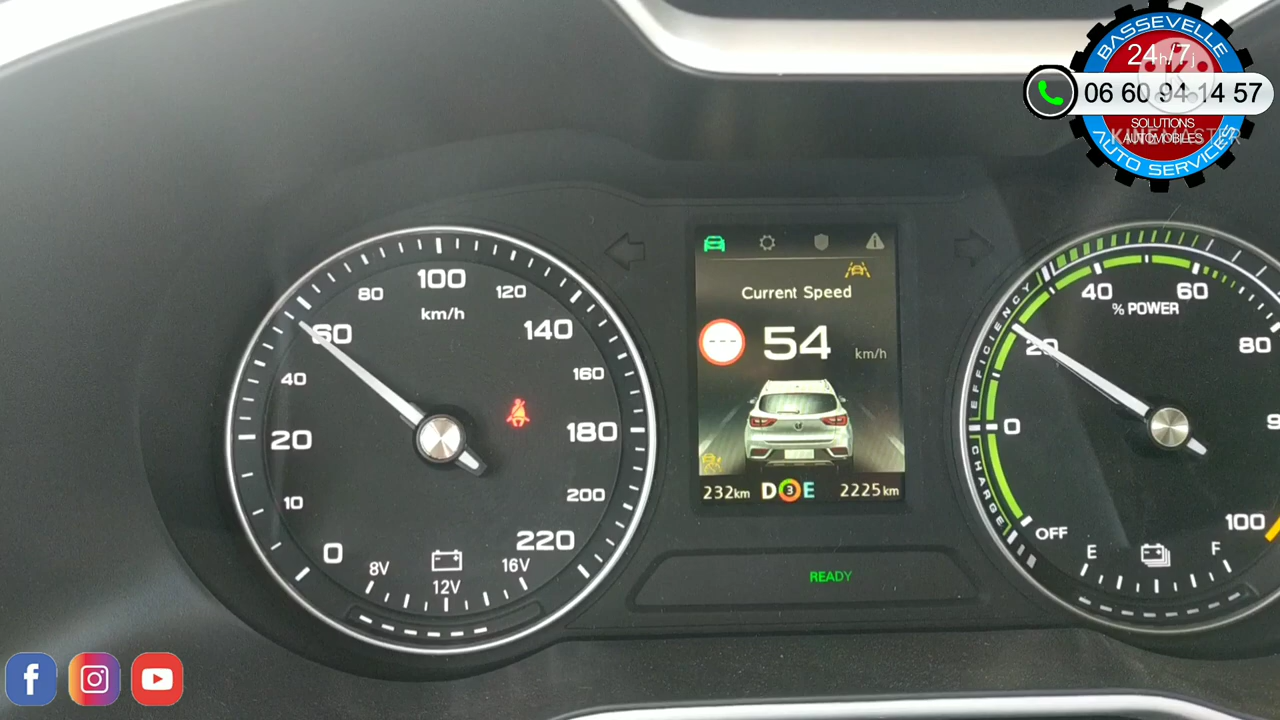 BASSEVELLE
24h/7j
06 60 94 14 57
SOLUTIONS
AUTOMOBILES
KINEMASTER
AUTO SERVICES
100
80
120
km/h
60
140
40
160
20
180
10
200
0
220
8V
12V
16V
Current Speed
---
54
km/h
232km
D 3 E
2225km
READY
EFFICIENCY
CHARGE
40
60
% POWER
20
80
0
9
OFF
100
E
F